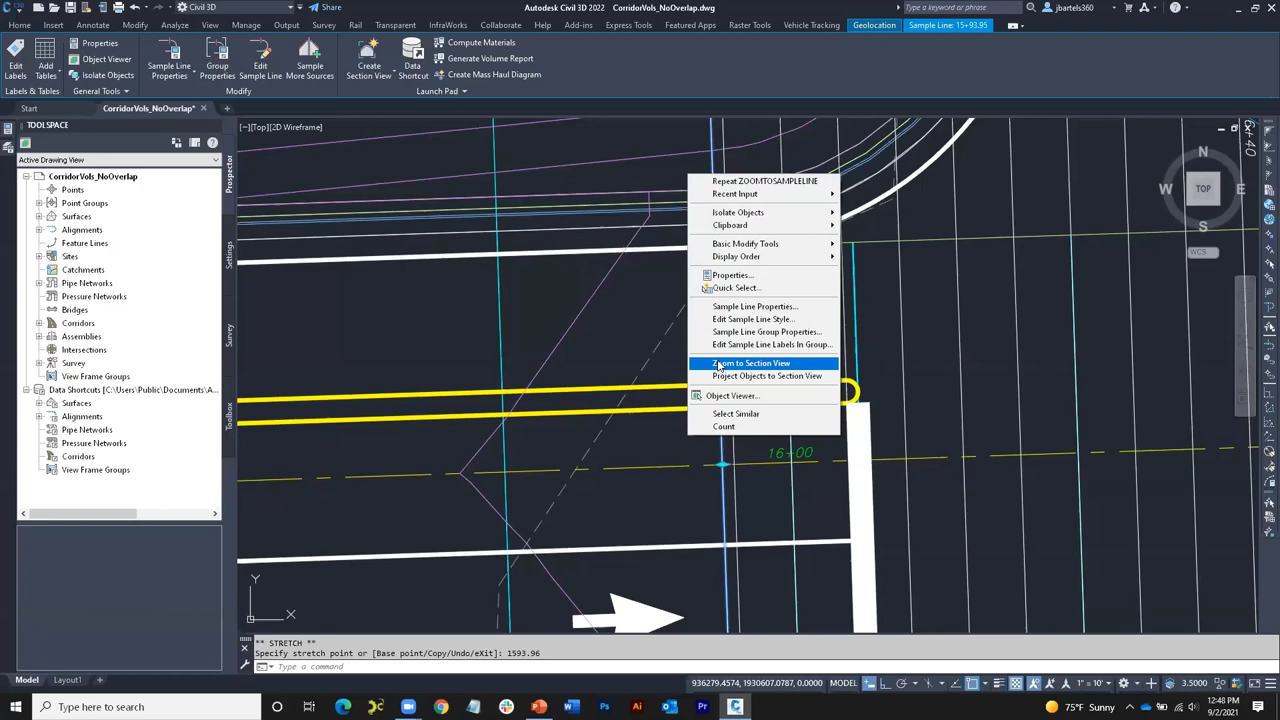 Civil 3D
Share
Autodesk Civil 3D 2022 CorridorVols_NoOverlap.dwg
Type a keyword or phrase
jbartels360
Home Insert Annotate Modify Analyze View Manage Output Survey Rail Transparent InfraWorks Collaborate Help Add-ins Express Tools Featured Apps Raster Tools Vehicle Tracking Geolocation Sample Line: 15+93.95
Edit Labels
Add Tables
Properties
Object Viewer
Isolate Objects
Sample Line Properties
Group Properties
Edit Sample Line
Sample More Sources
Create Section View
Data Shortcut
Compute Materials
Generate Volume Report
Create Mass Haul Diagram
Labels & Tables General Tools Modify Launch Pad
Start CorridorVols_NoOverlap*
TOOLSPACE
Active Drawing View
CorridorVols_NoOverlap
Points
Point Groups
Surfaces
Alignments
Feature Lines
Sites
Catchments
Pipe Networks
Pressure Networks
Bridges
Corridors
Assemblies
Intersections
Survey
View Frame Groups
Data Shortcuts [C:\Users\Public\Documents\A...
Surfaces
Alignments
Pipe Networks
Pressure Networks
Corridors
View Frame Groups
Prospector
Settings
Survey
Toolbox
[−][Top][2D Wireframe]
Repeat ZOOMTOSAMPLELINE
Recent Input
Isolate Objects
Clipboard
Basic Modify Tools
Display Order
Properties...
Quick Select...
Sample Line Properties...
Edit Sample Line Style...
Sample Line Group Properties...
Edit Sample Line Labels In Group...
Zoom to Section View
Project Objects to Section View
Object Viewer...
Select Similar
Count
16+00
N
W TOP E
S
WCS
Y
X
** STRETCH **
Specify stretch point or [Base point/Copy/Undo/eXit]: 1593.96
Type a command
Model Layout1
936279.4574, 1930607.0787, 0.0000 MODEL 1" = 10' 3.5000
Type here to search
75°F Sunny
12:48 PM
9/2/2021